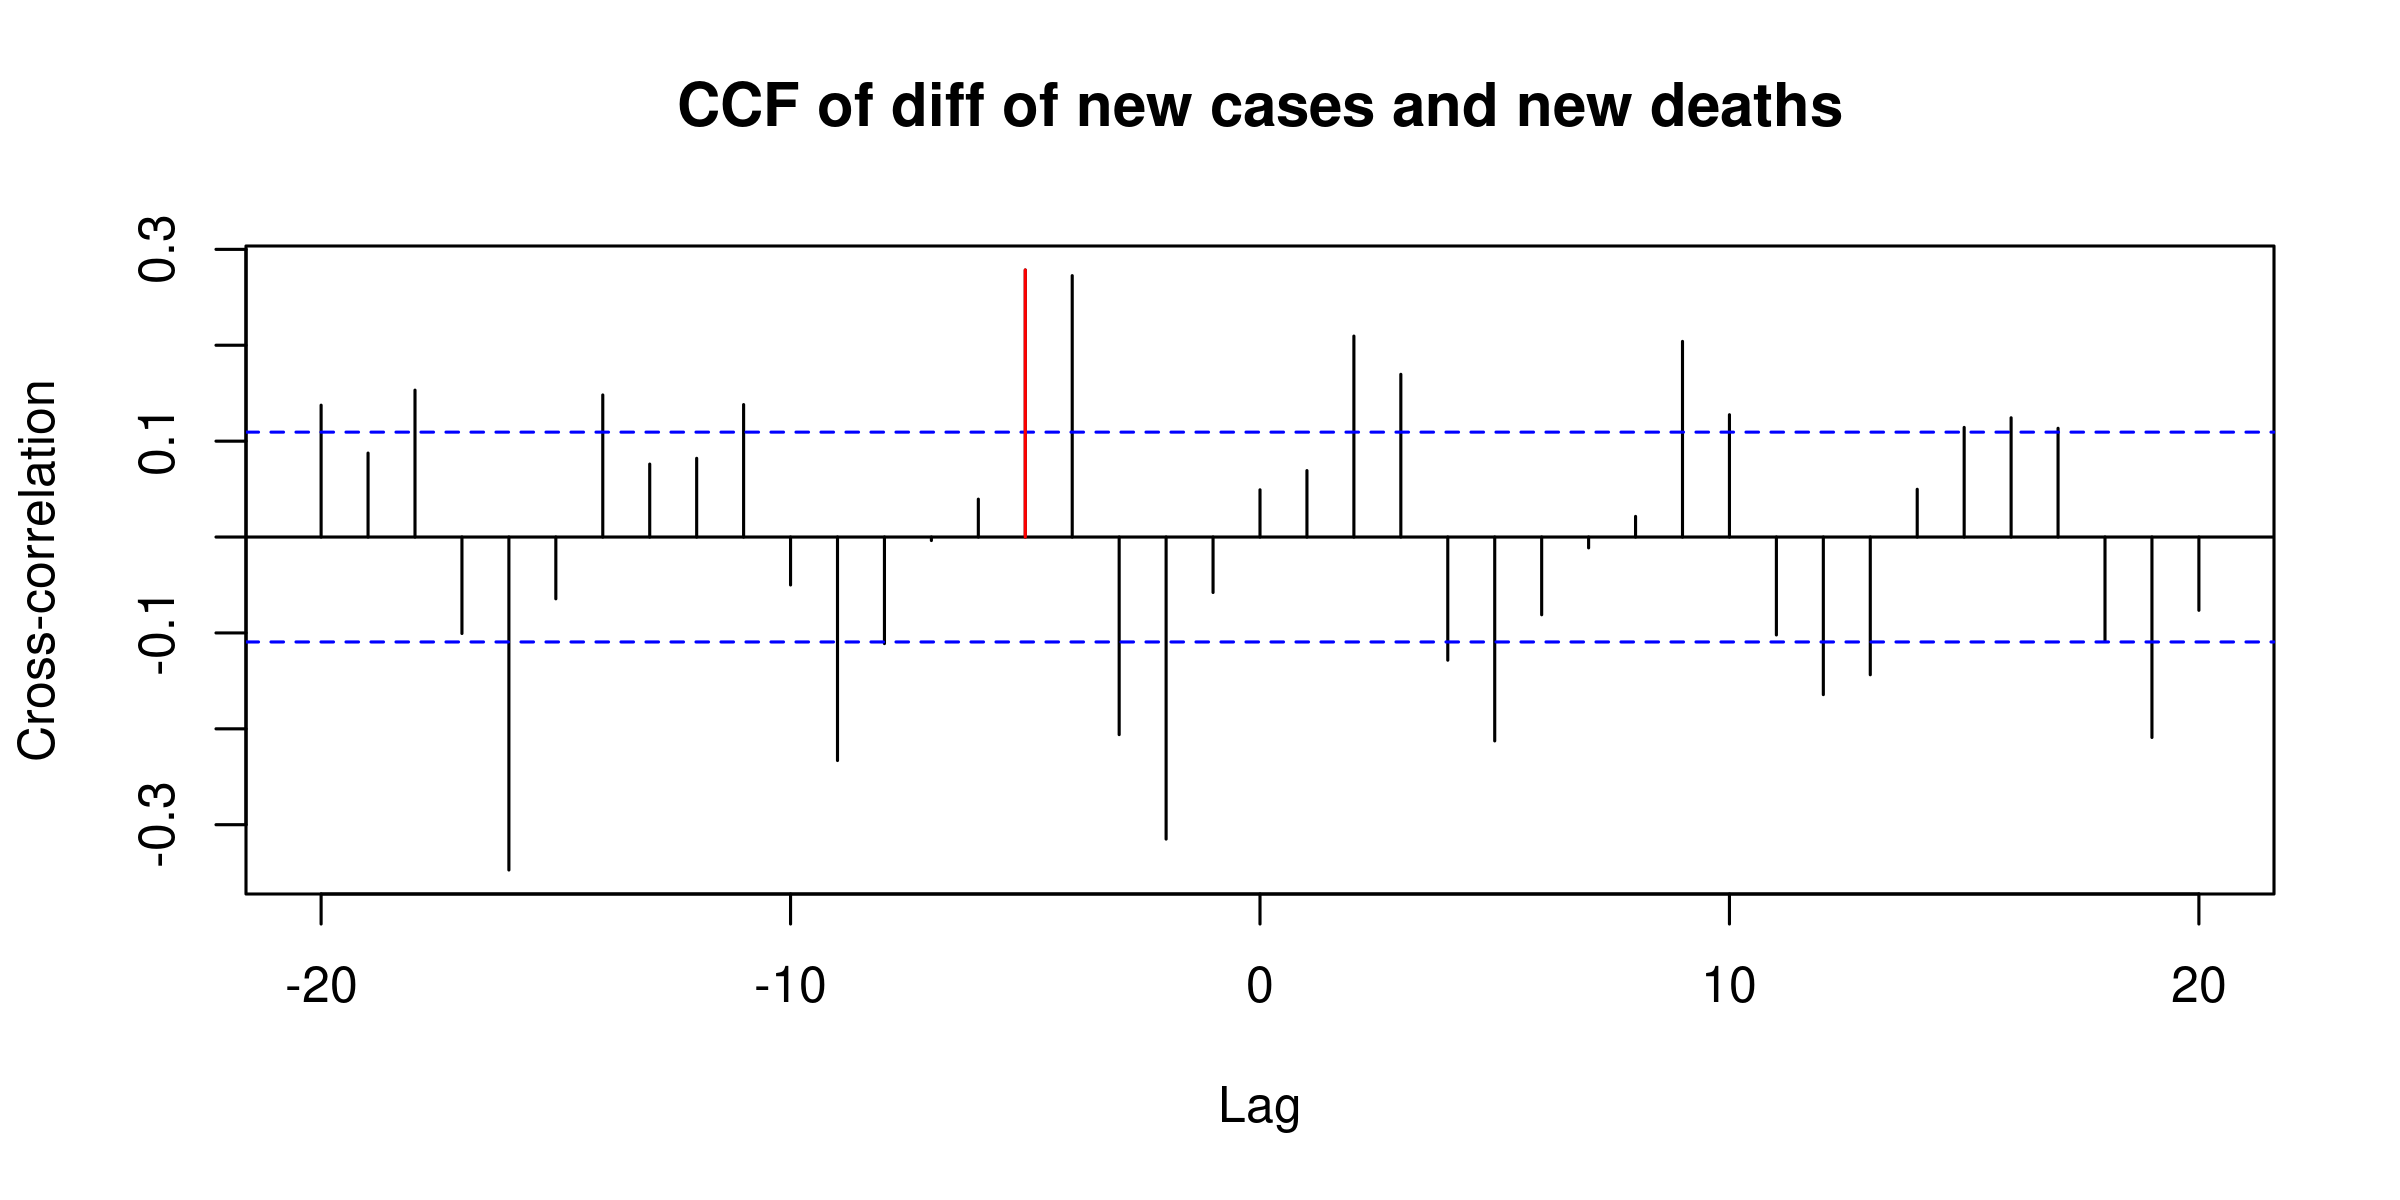 CCF of diff of new cases and new deaths
Cross-correlation
0.3
0.1
-0.1
-0.3
-20 -10 0 10 20
Lag